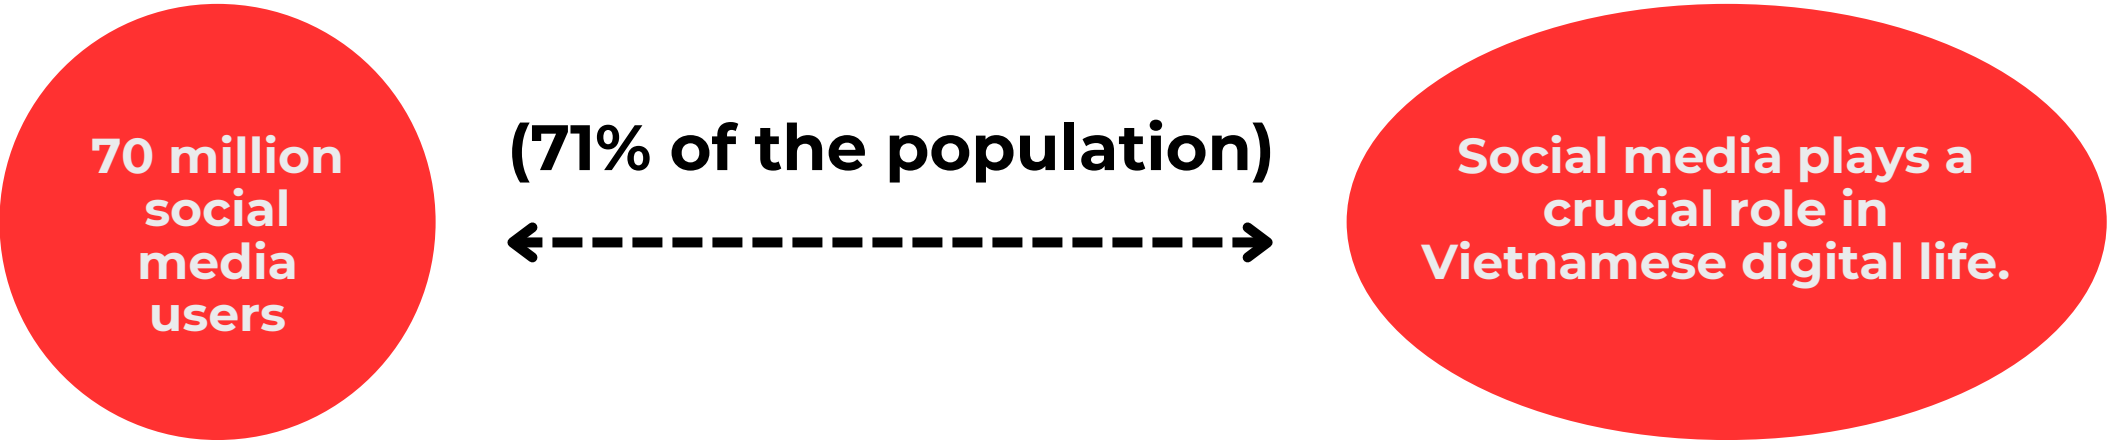 70 million
social
media
users
(71% of the population)
Social media plays a
crucial role in
Vietnamese digital life.